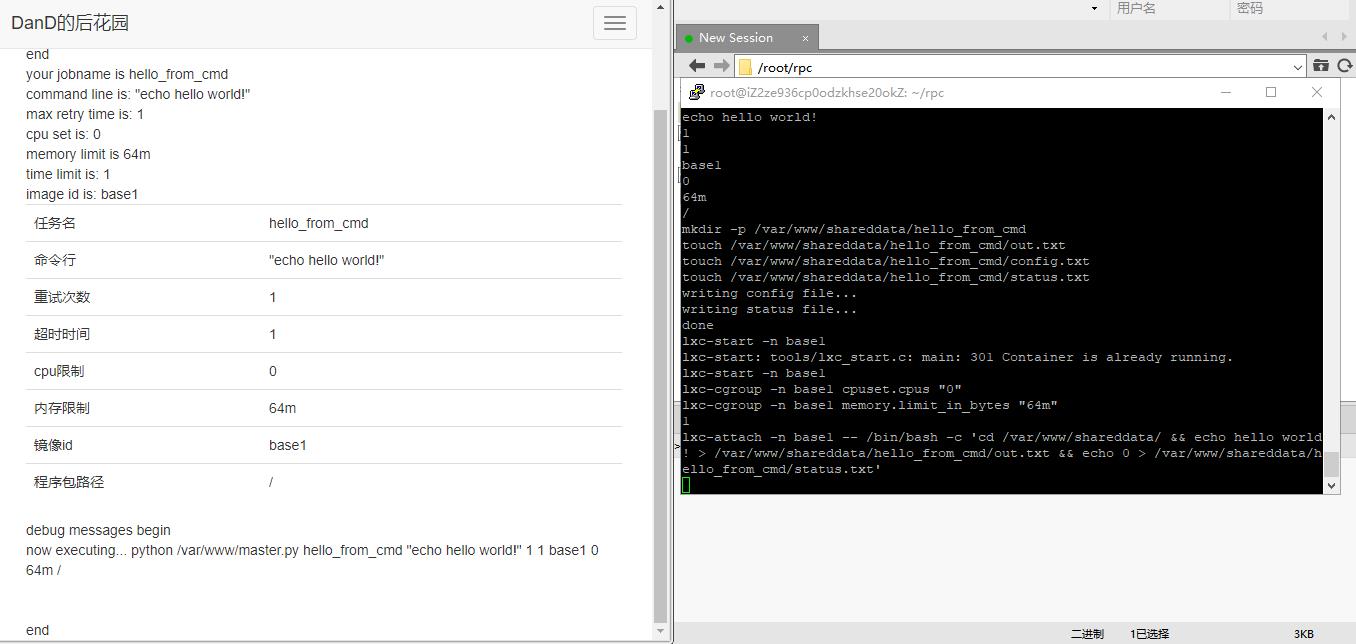 DanD的后花园
end
your jobname is hello_from_cmd
command line is: "echo hello world!"
max retry time is: 1
cpu set is: 0
memory limit is 64m
time limit is: 1
image id is: base1
任务名 hello_from_cmd
命令行 "echo hello world!"
重试次数 1
超时时间 1
cpu限制 0
内存限制 64m
镜像id base1
程序包路径 /
debug messages begin
now executing... python /var/www/master.py hello_from_cmd "echo hello world!" 1 1 base1 0
64m /
end
用户名 密码
New Session ×
/root/rpc
root@iZ2ze936cp0odzkhse20okZ: ~/rpc
echo hello world!
1
1
base1
0
64m
/
mkdir -p /var/www/shareddata/hello_from_cmd
touch /var/www/shareddata/hello_from_cmd/out.txt
touch /var/www/shareddata/hello_from_cmd/config.txt
touch /var/www/shareddata/hello_from_cmd/status.txt
writing config file...
writing status file...
done
lxc-start -n base1
lxc-start: tools/lxc_start.c: main: 301 Container is already running.
lxc-start -n base1
lxc-cgroup -n base1 cpuset.cpus "0"
lxc-cgroup -n base1 memory.limit_in_bytes "64m"
1
lxc-attach -n base1 -- /bin/bash -c 'cd /var/www/shareddata/ && echo hello world
! > /var/www/shareddata/hello_from_cmd/out.txt && echo 0 > /var/www/shareddata/h
ello_from_cmd/status.txt'
二进制 1已选择 3KB